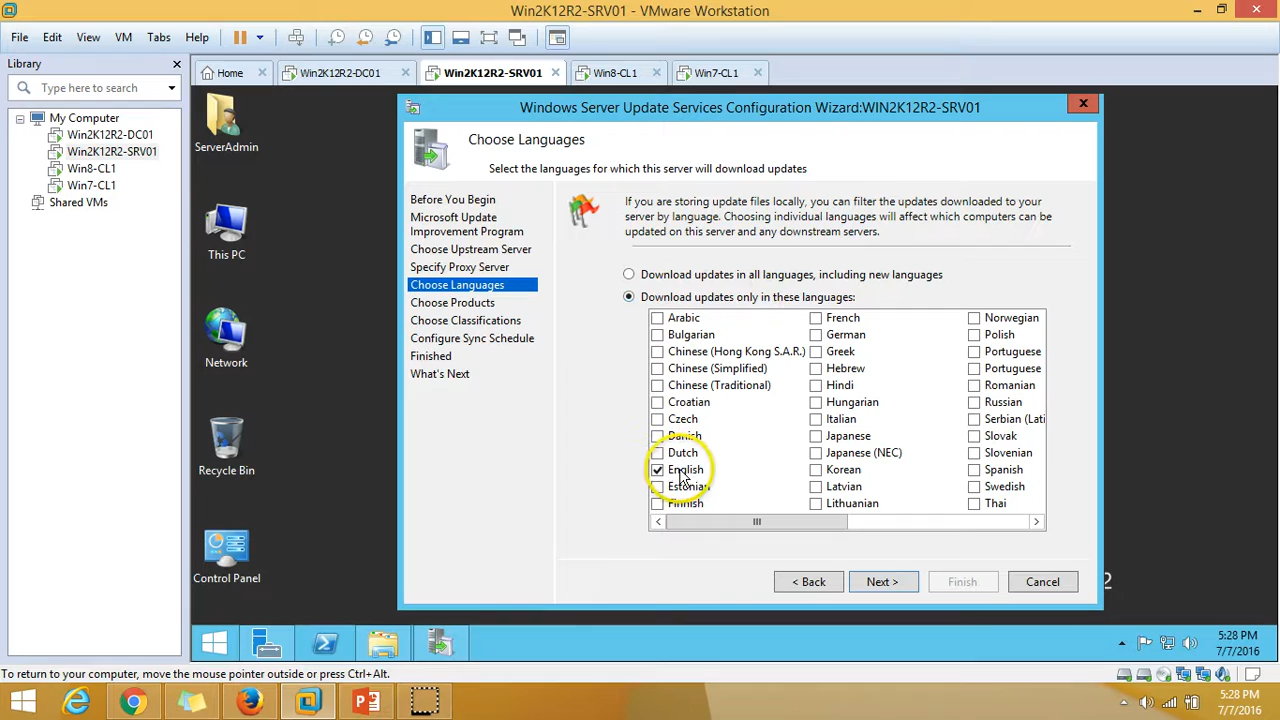 Win2K12R2-SRV01 - VMware Workstation
File Edit View VM Tabs Help
Library
Type here to search
My Computer
Win2K12R2-DC01
Win2K12R2-SRV01
Win8-CL1
Win7-CL1
Shared VMs
Home Win2K12R2-DC01 Win2K12R2-SRV01 Win8-CL1 Win7-CL1
ServerAdmin
This PC
Network
Recycle Bin
Control Panel
Windows Server Update Services Configuration Wizard:WIN2K12R2-SRV01
Choose Languages
Select the languages for which this server will download updates
Before You Begin
Microsoft Update
Improvement Program
Choose Upstream Server
Specify Proxy Server
Choose Languages
Choose Products
Choose Classifications
Configure Sync Schedule
Finished
What's Next
If you are storing update files locally, you can filter the updates downloaded to your
server by language. Choosing individual languages will affect which computers can be
updated on this server and any downstream servers.
Download updates in all languages, including new languages
Download updates only in these languages:
Arabic French Norwegian
Bulgarian German Polish
Chinese (Hong Kong S.A.R.) Greek Portuguese
Chinese (Simplified) Hebrew Portuguese
Chinese (Traditional) Hindi Romanian
Croatian Hungarian Russian
Czech Italian Serbian (Lati
Danish Japanese Slovak
Dutch Japanese (NEC) Slovenian
English Korean Spanish
Estonian Latvian Swedish
Finnish Lithuanian Thai
< Back Next > Finish Cancel
2
5:28 PM
7/7/2016
To return to your computer, move the mouse pointer outside or press Ctrl+Alt.
5:28 PM
7/7/2016